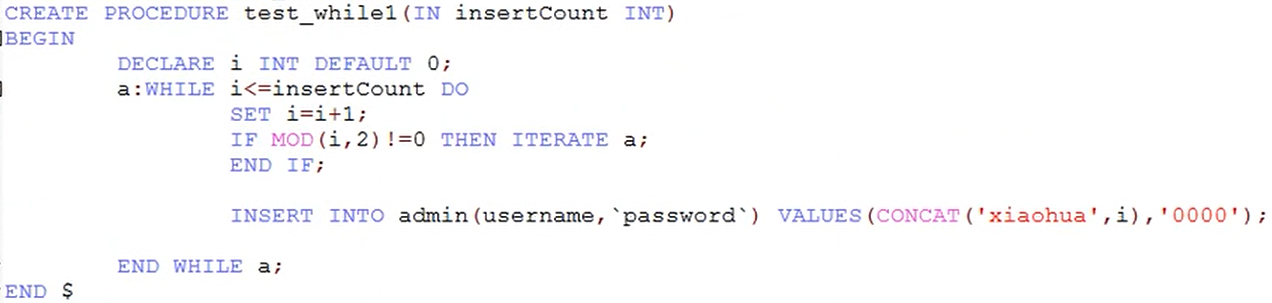 CREATE PROCEDURE test_while1(IN insertCount INT)
BEGIN
DECLARE i INT DEFAULT 0;
a:WHILE i<=insertCount DO
SET i=i+1;
IF MOD(i,2)!=0 THEN ITERATE a;
END IF;
INSERT INTO admin(username,`password`) VALUES(CONCAT('xiaohua',i),'0000');
END WHILE a;
END $